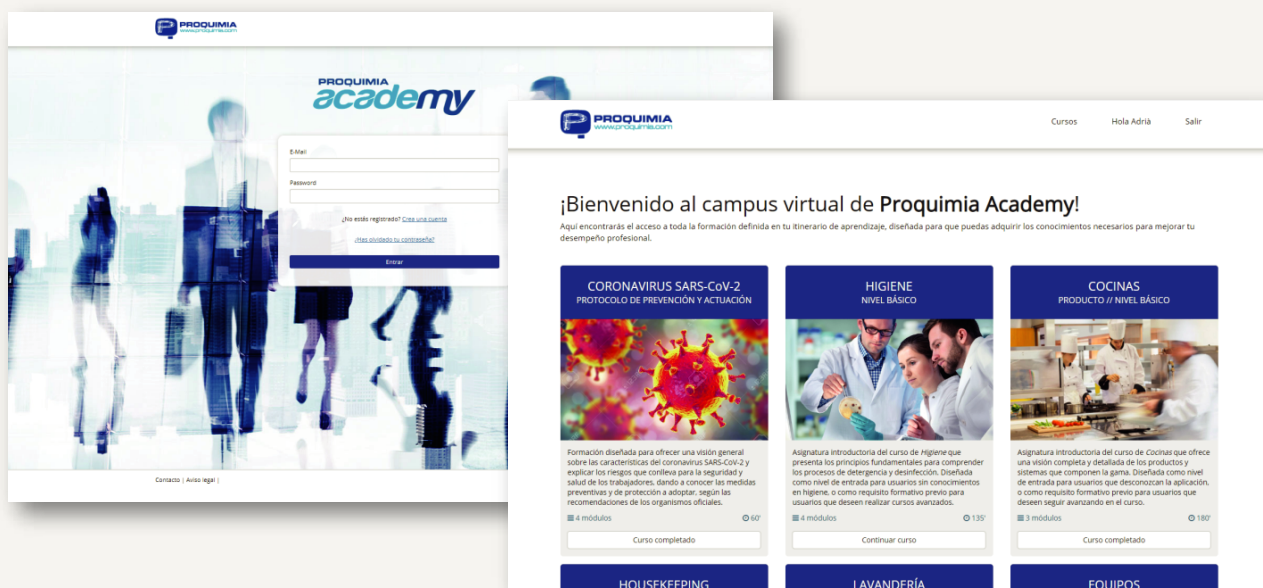 PROQUIMIA
www.proquimia.com
PROQUIMIA
academy
E-Mail
Password
¿No estés registrado? Cree una cuenta
¿Has olvidado tu contraseña?
Entrar
Contacto | Aviso legal |
PROQUIMIA
www.proquimia.com
Cursos
Hola Adrià
Salir
¡Bienvenido al campus virtual de Proquimia Academy!
Aquí encontrarás el acceso a toda la formación definida en tu itinerario de aprendizaje, diseñada para que puedas adquirir los conocimientos necesarios para mejorar tu
desempeño profesional.
CORONAVIRUS SARS-CoV-2
PROTOCOLO DE PREVENCIÓN Y ACTUACIÓN
Formación diseñada para ofrecer una visión general
sobre las características del coronavirus SARS-CoV-2 y
explicar los riesgos que conlleva para la seguridad y
salud de los trabajadores, dando a conocer las medidas
preventivas y de protección a adoptar, según las
recomendaciones de los organismos oficiales.
4 módulos
60'
Curso completado
HIGIENE
NIVEL BÁSICO
Asignatura introductoria del curso de Higiene que
presenta los principios fundamentales para comprender
los procesos de detergencia y desinfección. Diseñada
como nivel de entrada para usuarios sin conocimientos
en higiene, o como requisito formativo previo para
usuarios que deseen realizar cursos avanzados.
4 módulos
135'
Continuar curso
COCINAS
PRODUCTO // NIVEL BÁSICO
Asignatura introductoria del curso de Cocinas que ofrece
una visión completa y detallada de los productos y
sistemas que componen la gama. Diseñada como nivel
de entrada para usuarios que desconozcan la aplicación,
o como requisito formativo previo para usuarios que
deseen seguir avanzando en el curso.
3 módulos
180'
Curso completado
HOUSEKEEPING
LAVANDERÍA
EQUIPOS